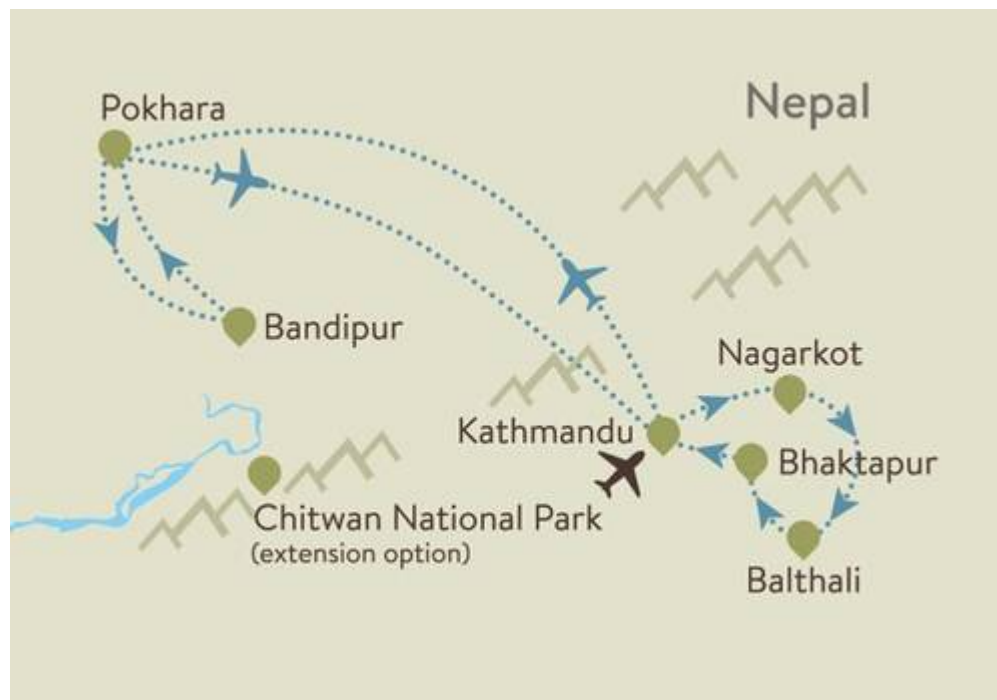 Pokhara
Nepal
Bandipur
Nagarkot
Kathmandu
Bhaktapur
Chitwan National Park
(extension option)
Balthali